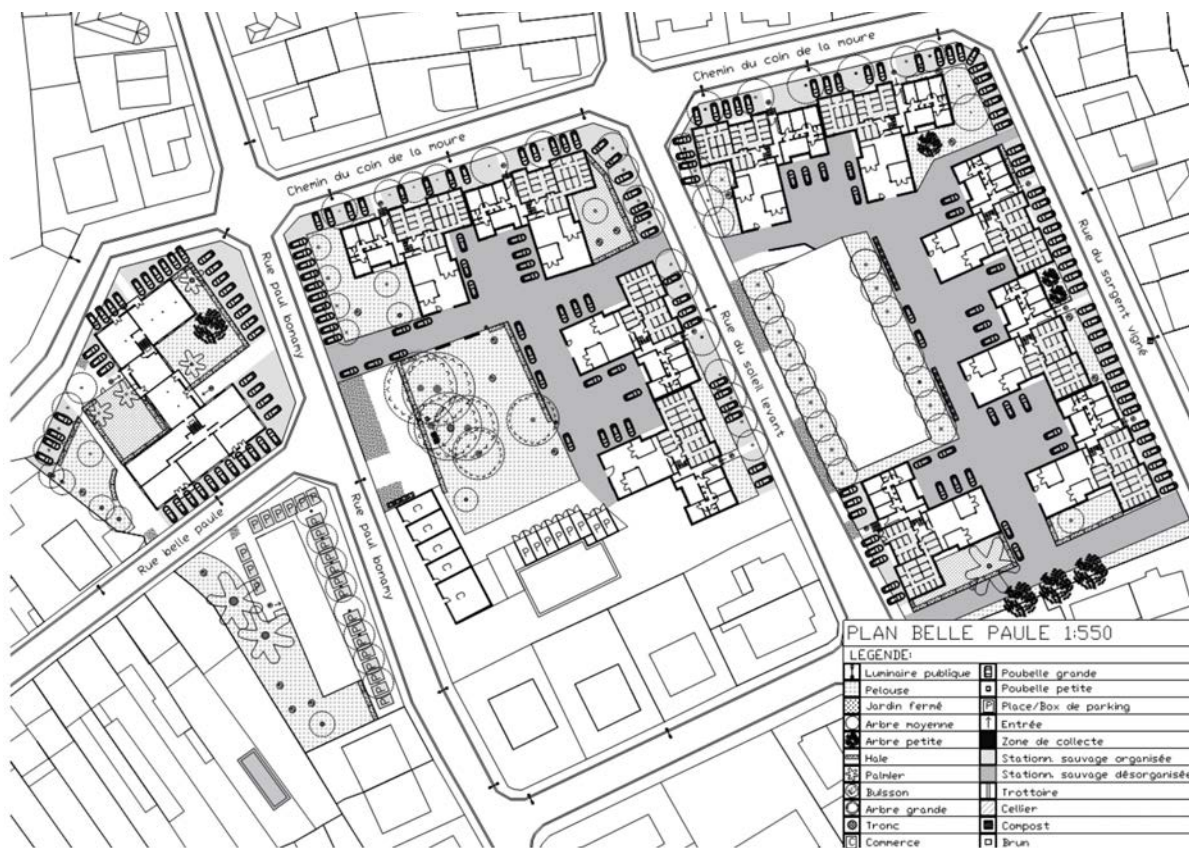 Chemin du coin de la moure
Chemin du coin de la moure
Rue paul bonamy
Rue du sargent vigné
Rue du soleil levant
Rue belle paule
Rue paul bonamy
C
C
C
C
P P P P P P P
PLAN BELLE PAULE 1:550
LEGENDE:
Luminaire publique
Poubelle grande
Pelouse
Poubelle petite
Jardin fermé
P Place/Box de parking
Arbre moyenne
Entrée
Arbre petite
Zone de collecte
Haie
Stationn. sauvage organisée
Palmier
Stationn. sauvage désorganisée
Buisson
Trottoire
Arbre grande
Cellier
Tronc
Compost
C Commerce
Brun